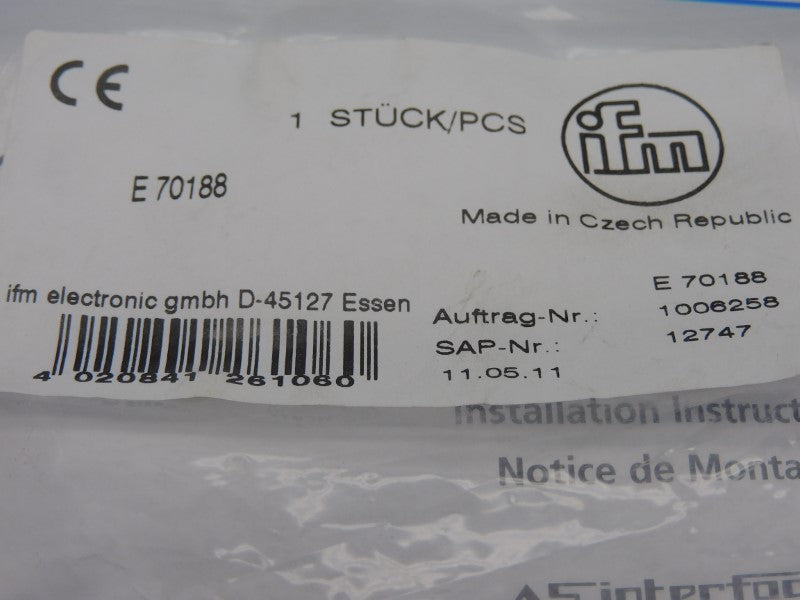 CE
1 STÜCK/PCS
ifm
E 70188
Made in Czech Republic
ifm electronic gmbh D-45127 Essen
E 70188
Auftrag-Nr.: 1006258
SAP-Nr.: 12747
11.05.11
4 020841 261060
Installation Instruct
Notice de Monta